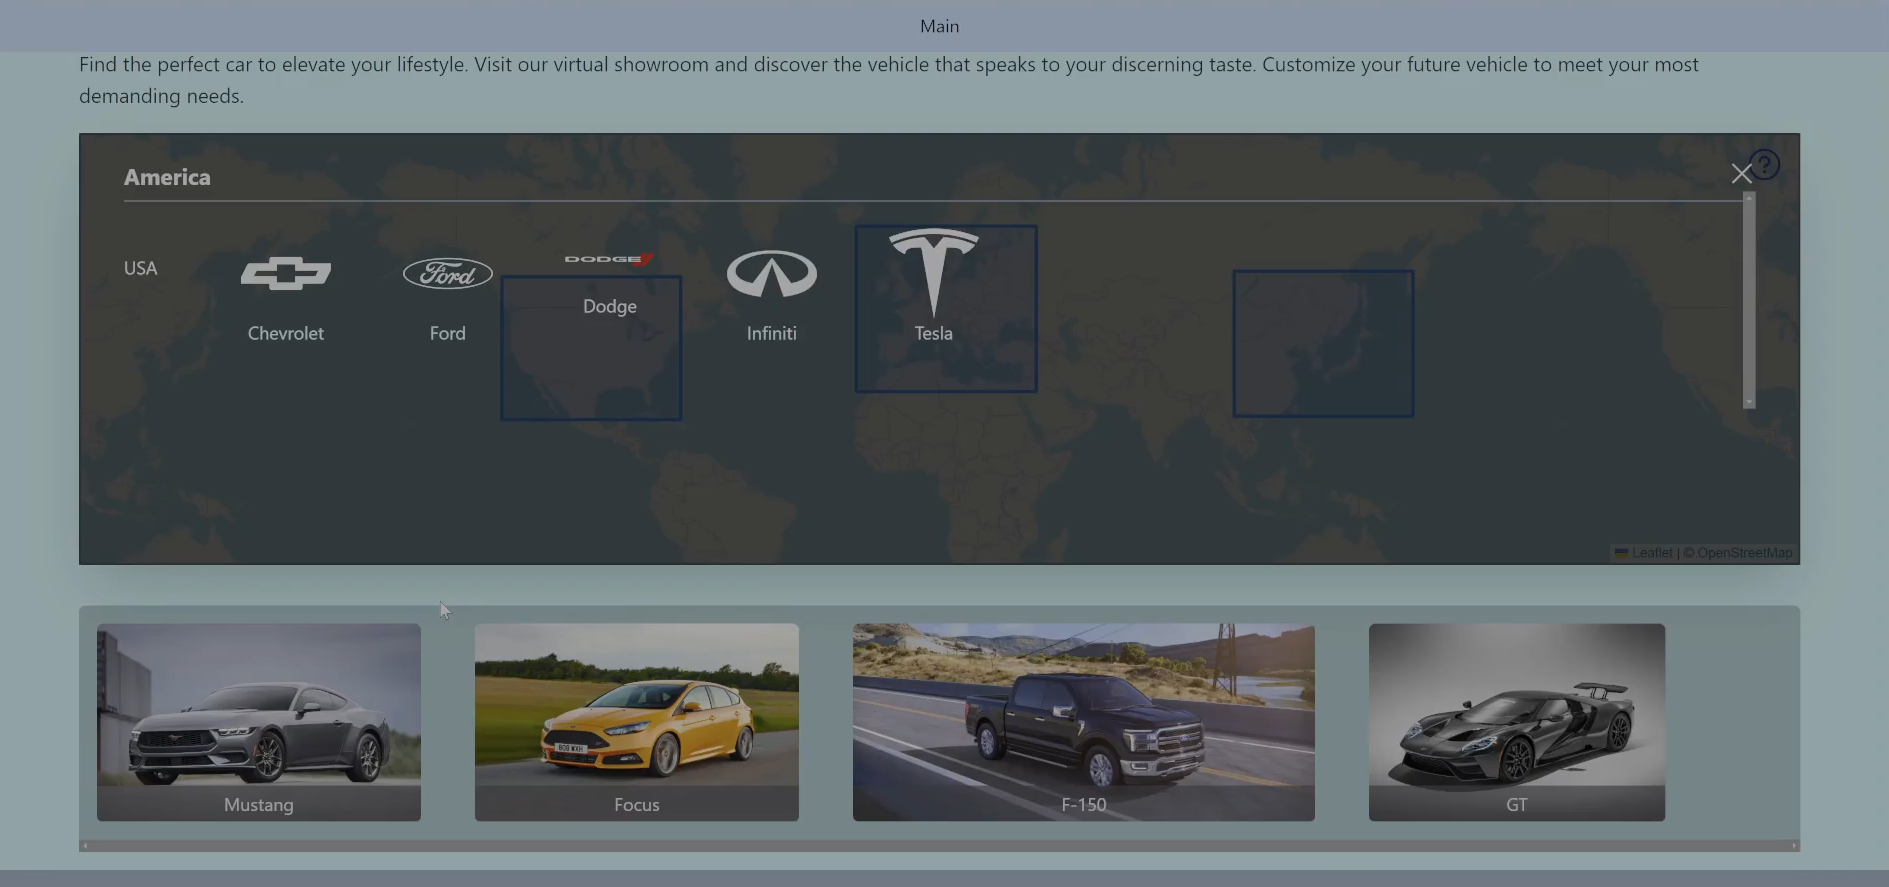 Main
Find the perfect car to elevate your lifestyle. Visit our virtual showroom and discover the vehicle that speaks to your discerning taste. Customize your future vehicle to meet your most
demanding needs.
America
?
USA
Ford
DODGE
Chevrolet
Ford
Dodge
Infiniti
Tesla
Leaflet | © OpenStreetMap
Mustang
Focus
F-150
GT